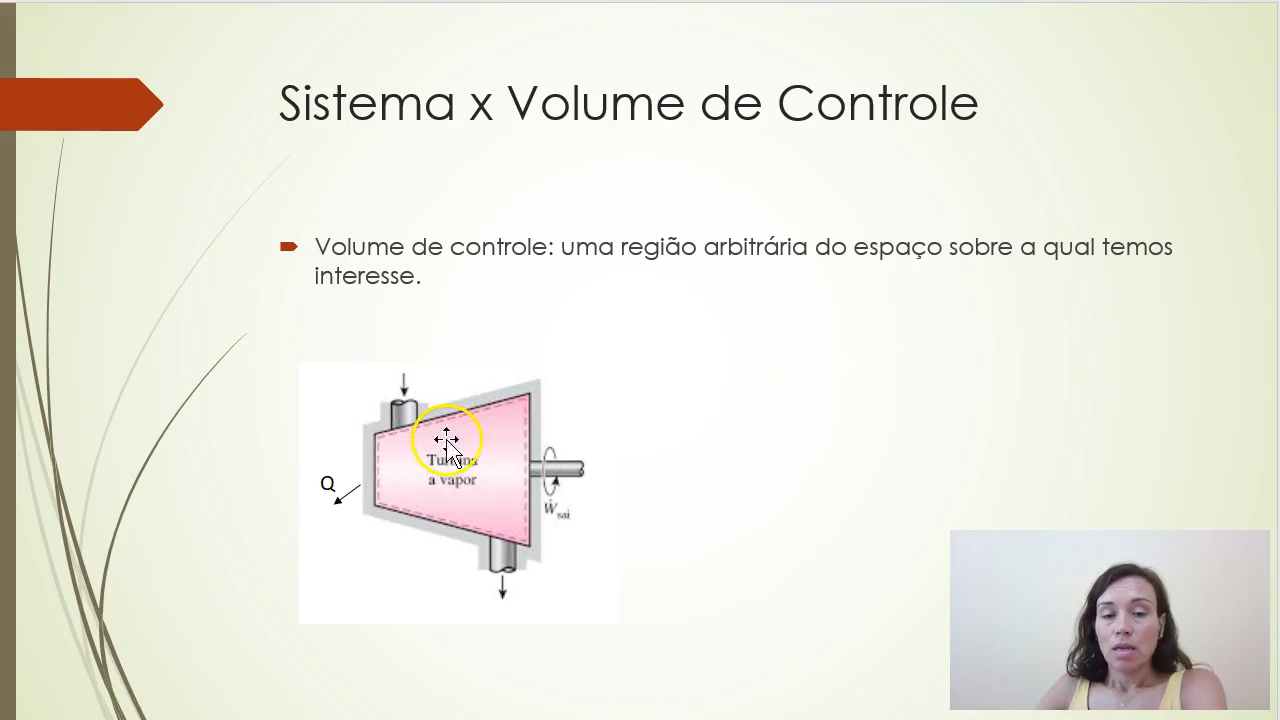 Sistema x Volume de Controle
Volume de controle: uma região arbitrária do espaço sobre a qual temos
interesse.
a vapor
Q
Ẇsai